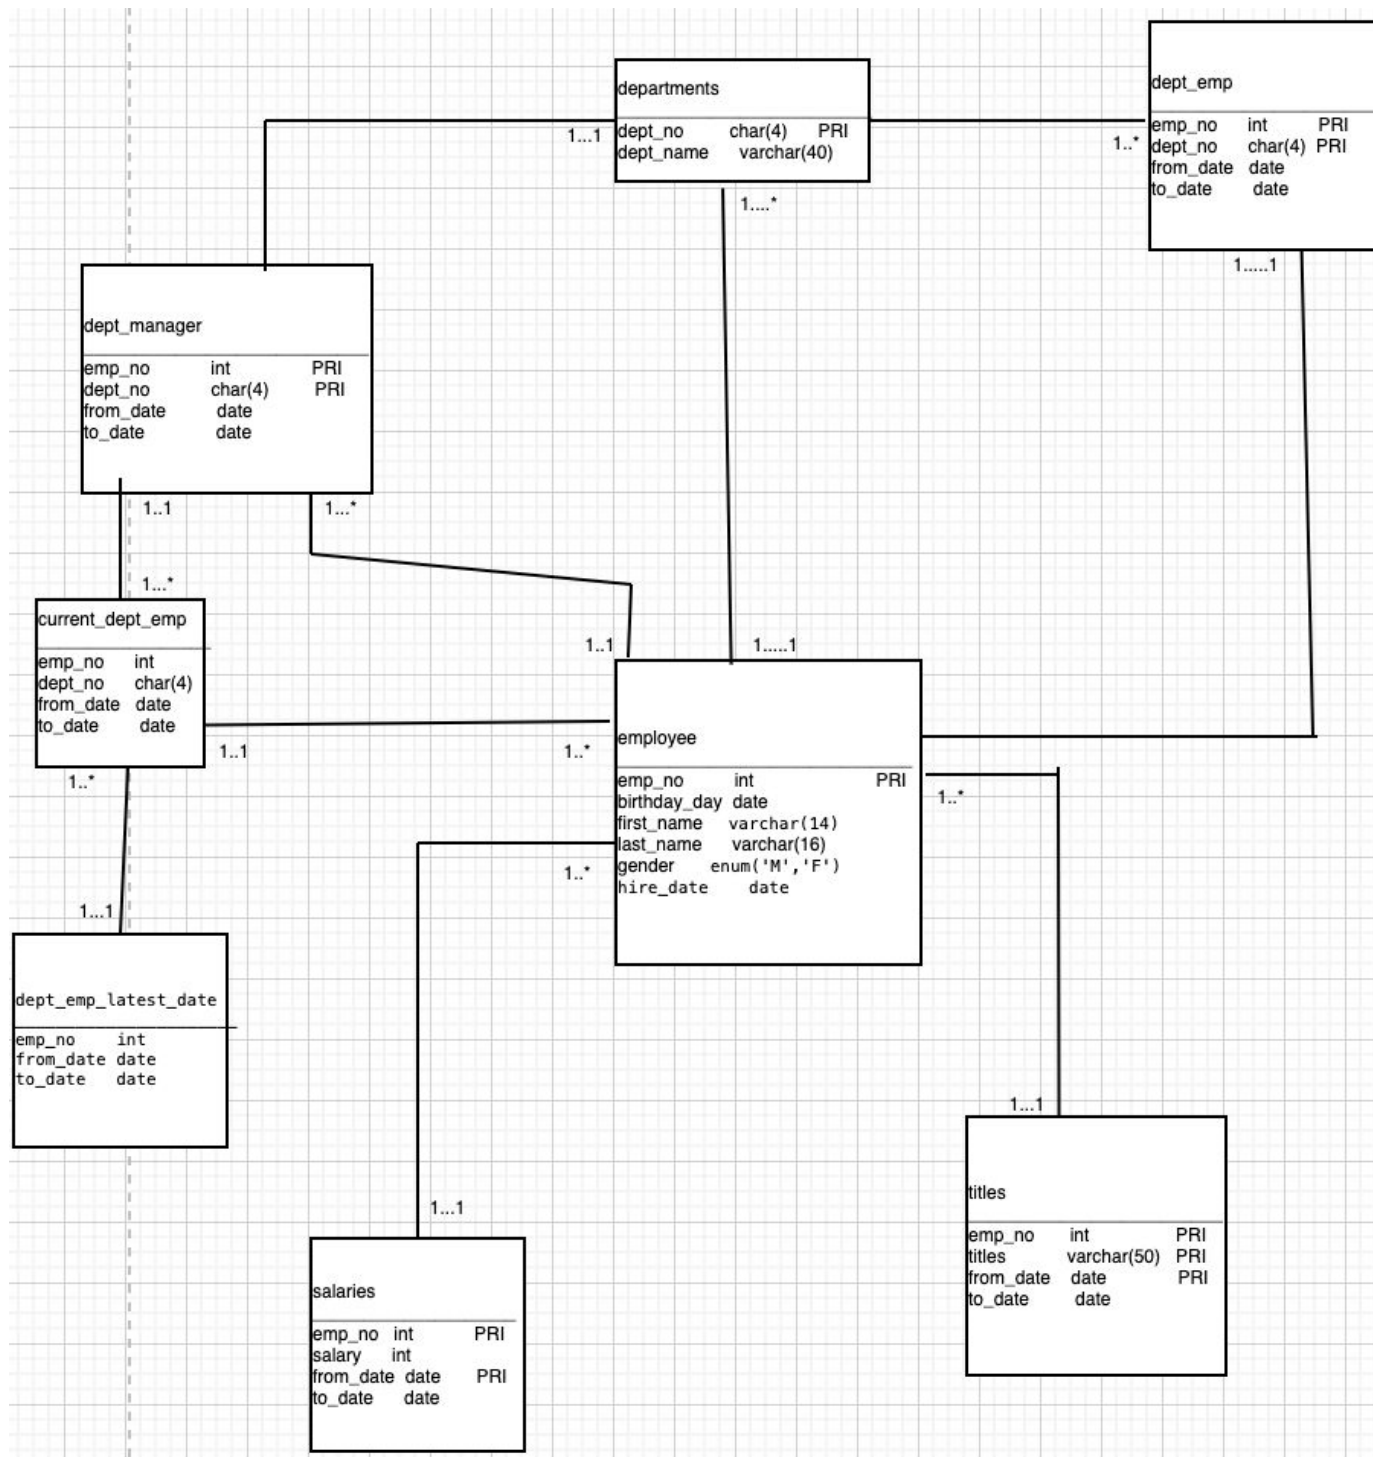 departments
dept_no char(4) PRI
dept_name varchar(40)
1...1
1....*
dept_emp
emp_no int PRI
dept_no char(4) PRI
from_date date
to_date date
1..*
1.....1
dept_manager
emp_no int PRI
dept_no char(4) PRI
from_date date
to_date date
1..1
1...*
1...*
current_dept_emp
emp_no int
dept_no char(4)
from_date date
to_date date
1..1
1..*
1..1
1.....1
1..*
employee
emp_no int PRI
birthday_day date
first_name varchar(14)
last_name varchar(16)
gender enum('M','F')
hire_date date
1..*
1..*
1...1
dept_emp_latest_date
emp_no int
from_date date
to_date date
1...1
salaries
emp_no int PRI
salary int
from_date date PRI
to_date date
1...1
titles
emp_no int PRI
titles varchar(50) PRI
from_date date PRI
to_date date